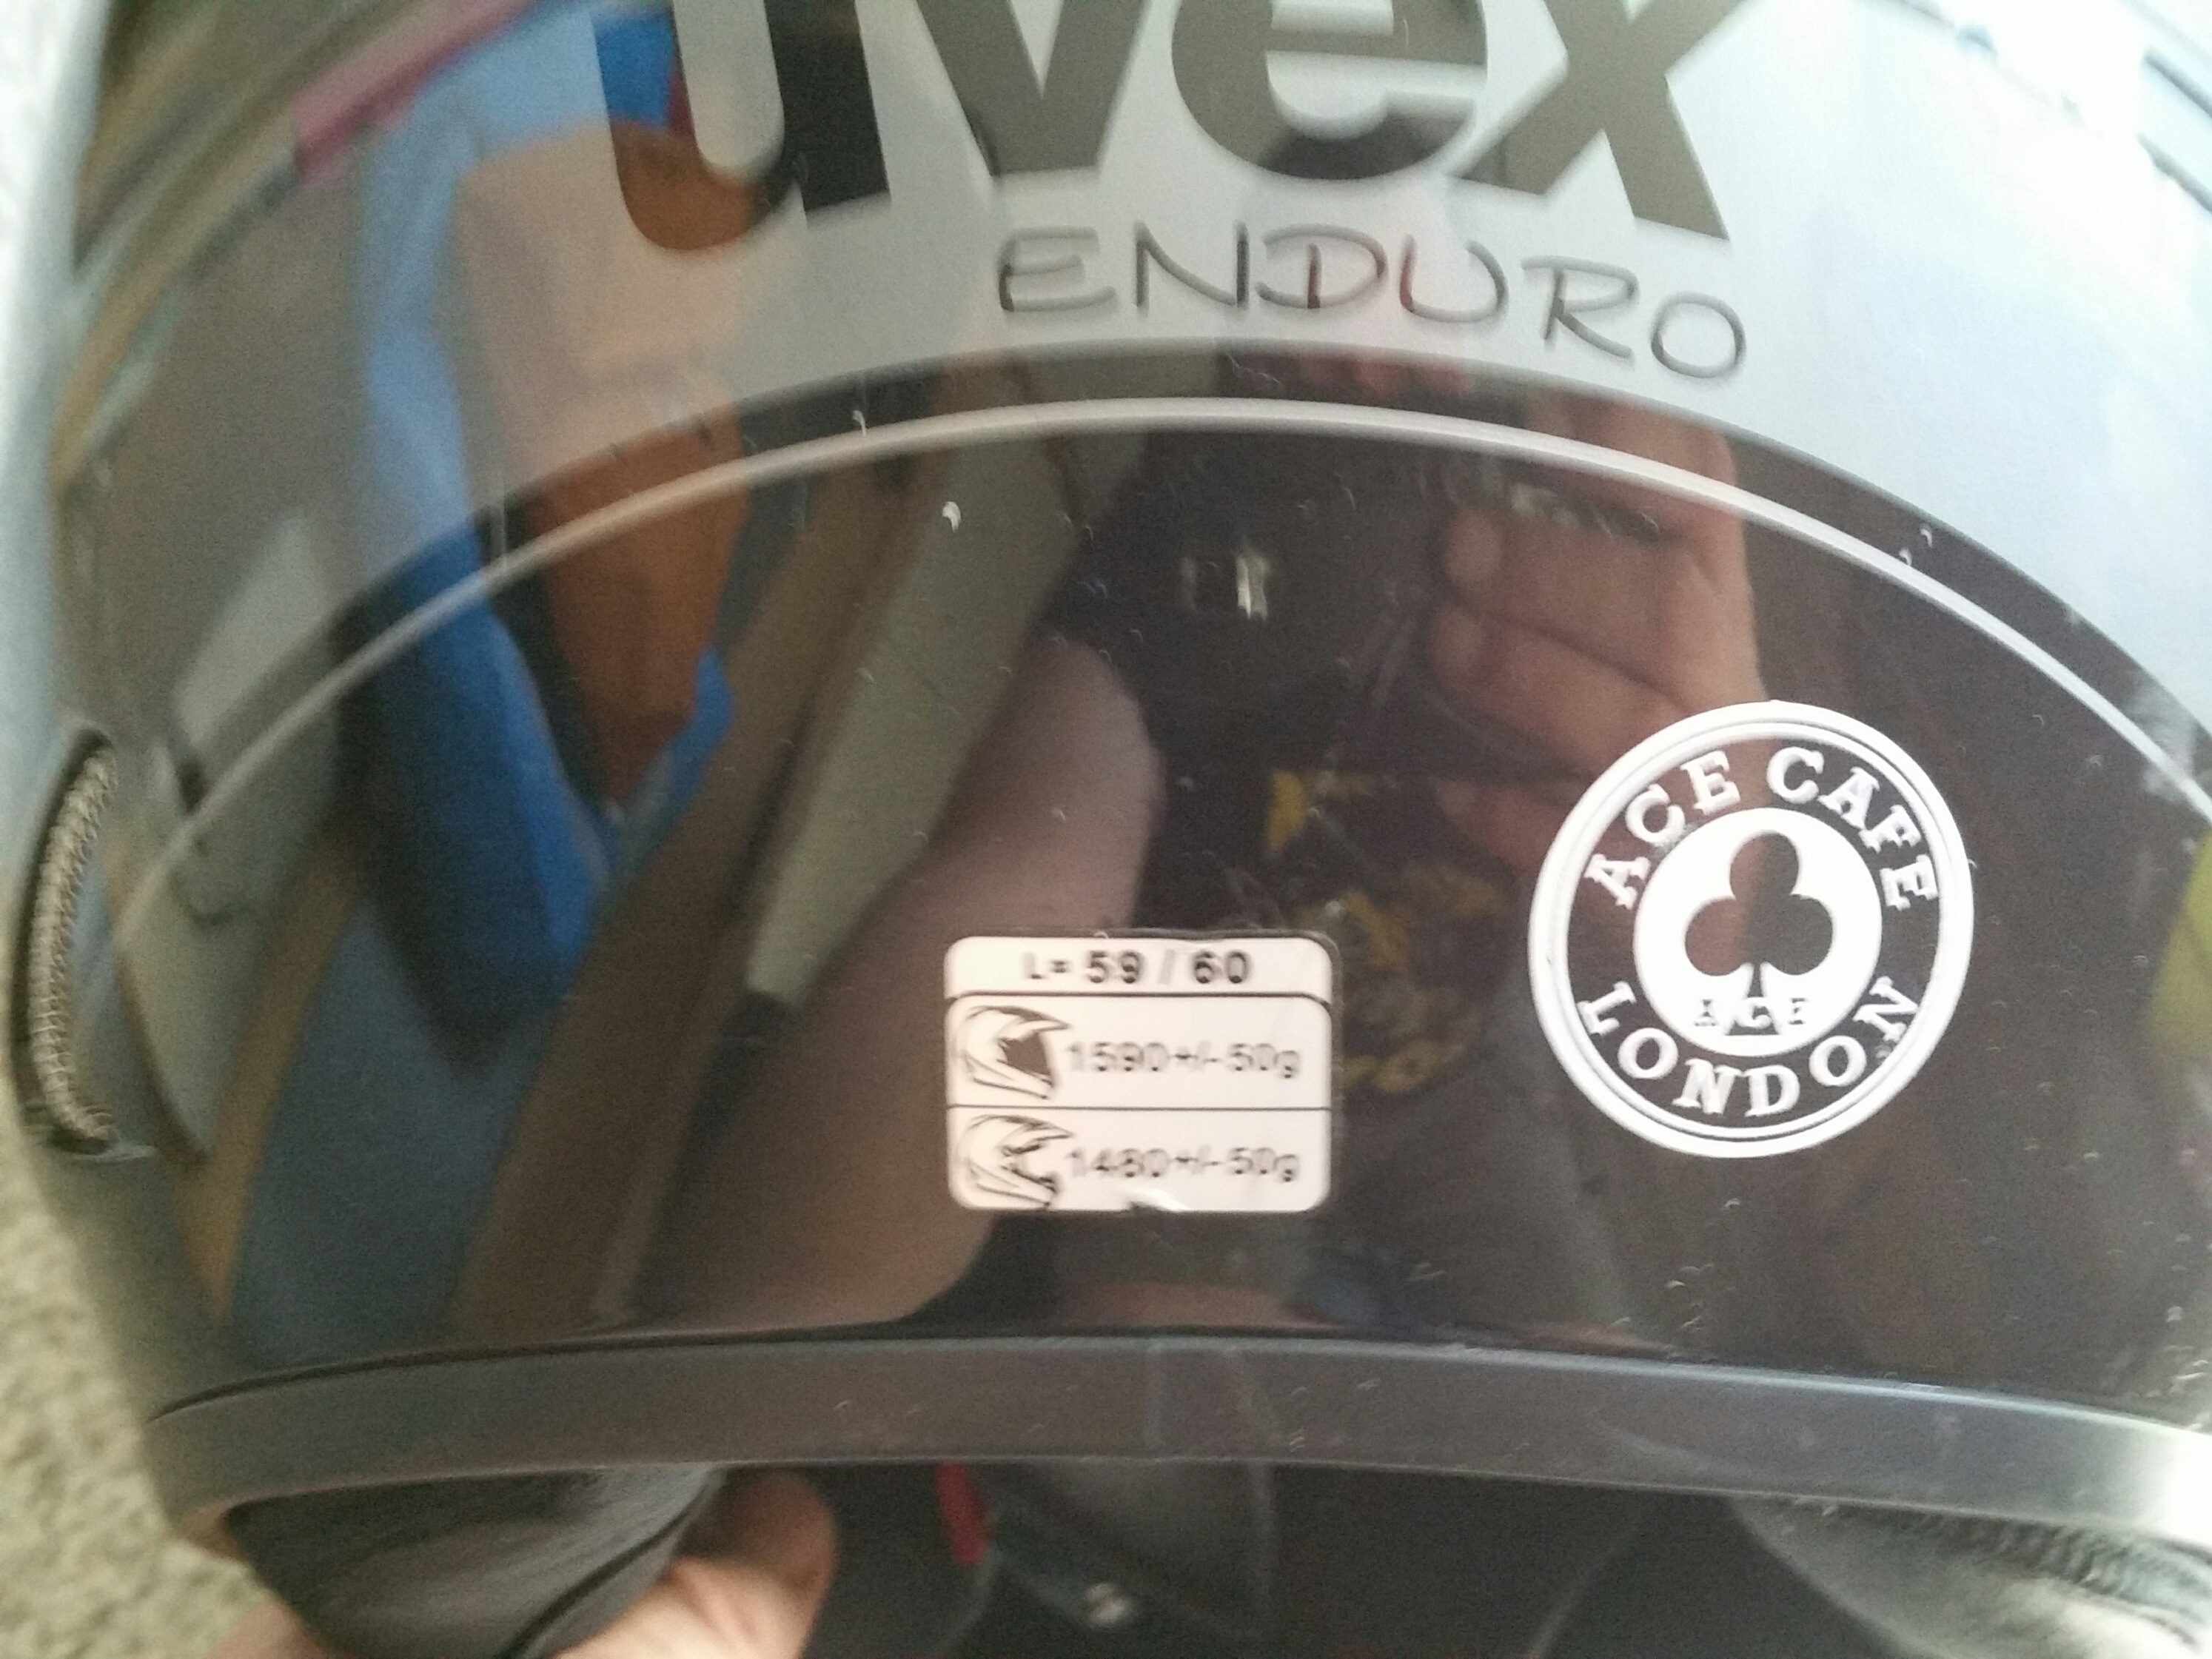 uvex
ENDURO
L= 59 / 60
1590+/- 50g
1480+/- 50g
ACE CAFE
ACE
LONDON